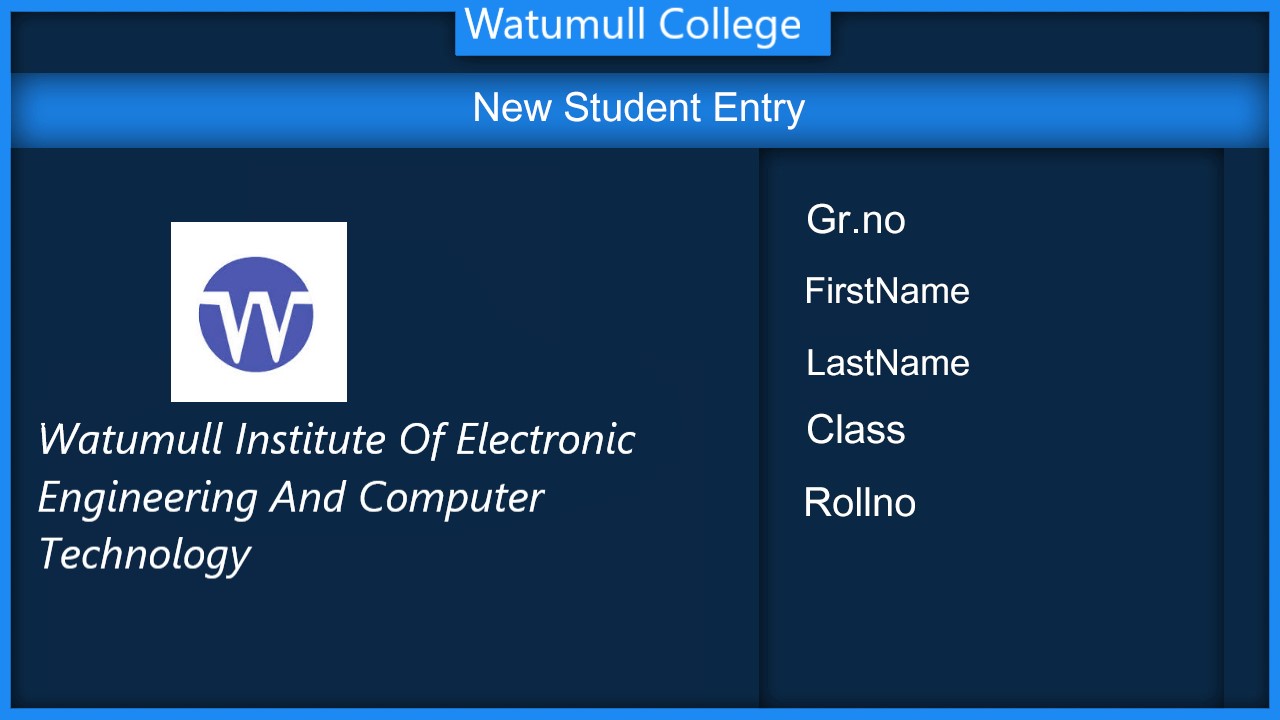 Watumull College
New Student Entry
W
Watumull Institute Of Electronic
Engineering And Computer
Technology
Gr.no
FirstName
LastName
Class
Rollno